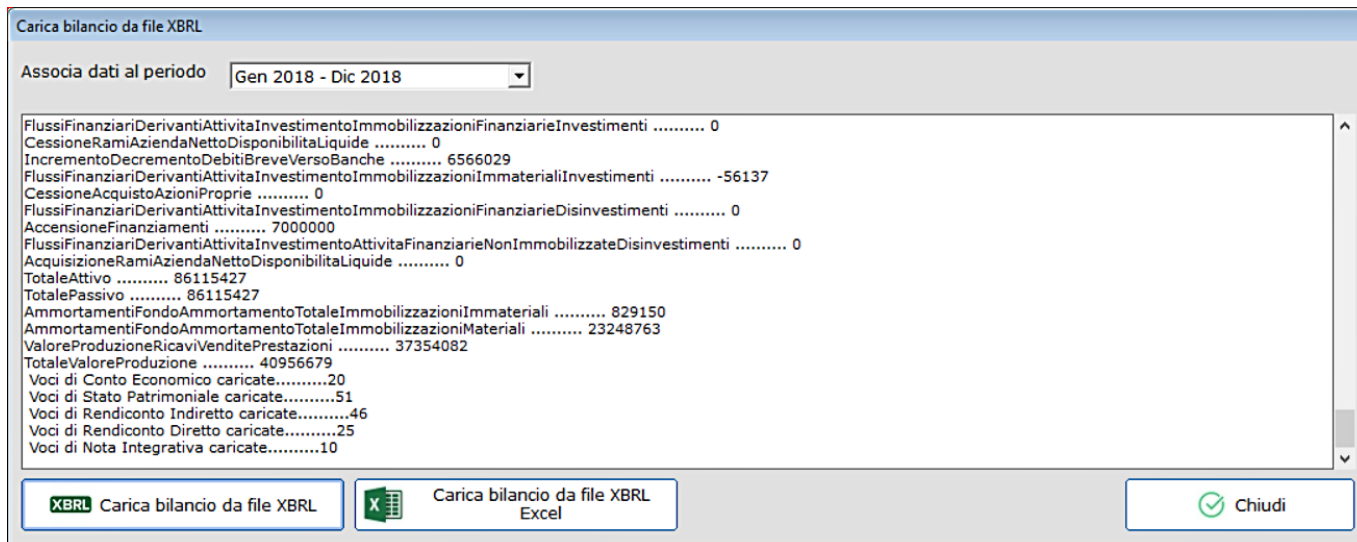 Carica bilancio da file XBRL
Associa dati al periodo
Gen 2018 - Dic 2018
FlussiFinanziariDerivantiAttivitaInvestimentoImmobilizzazioniFinanziarieInvestimenti .......... 0
CessioneRamiAziendaNettoDisponibilitaLiquide .......... 0
IncrementoDecrementoDebitiBreveVersoBanche .......... 6566029
FlussiFinanziariDerivantiAttivitaInvestimentoImmobilizzazioniImmaterialiInvestimenti .......... -56137
CessioneAcquistoAzioniProprie .......... 0
FlussiFinanziariDerivantiAttivitaInvestimentoImmobilizzazioniFinanziarieDisinvestimenti .......... 0
AccensioneFinanziamenti .......... 7000000
FlussiFinanziariDerivantiAttivitaInvestimentoAttivitaFinanziarieNonImmobilizzateDisinvestimenti .......... 0
AcquisizioneRamiAziendaNettoDisponibilitaLiquide .......... 0
TotaleAttivo .......... 86115427
TotalePassivo .......... 86115427
AmmortamentiFondoAmmortamentoTotaleImmobilizzazioniImmateriali .......... 829150
AmmortamentiFondoAmmortamentoTotaleImmobilizzazioniMateriali .......... 23248763
ValoreProduzioneRicaviVenditePrestazioni .......... 37354082
TotaleValoreProduzione .......... 40956679
Voci di Conto Economico caricate..........20
Voci di Stato Patrimoniale caricate..........51
Voci di Rendiconto Indiretto caricate..........46
Voci di Rendiconto Diretto caricate..........25
Voci di Nota Integrativa caricate..........10
XBRL Carica bilancio da file XBRL
Carica bilancio da file XBRL
Excel
Chiudi